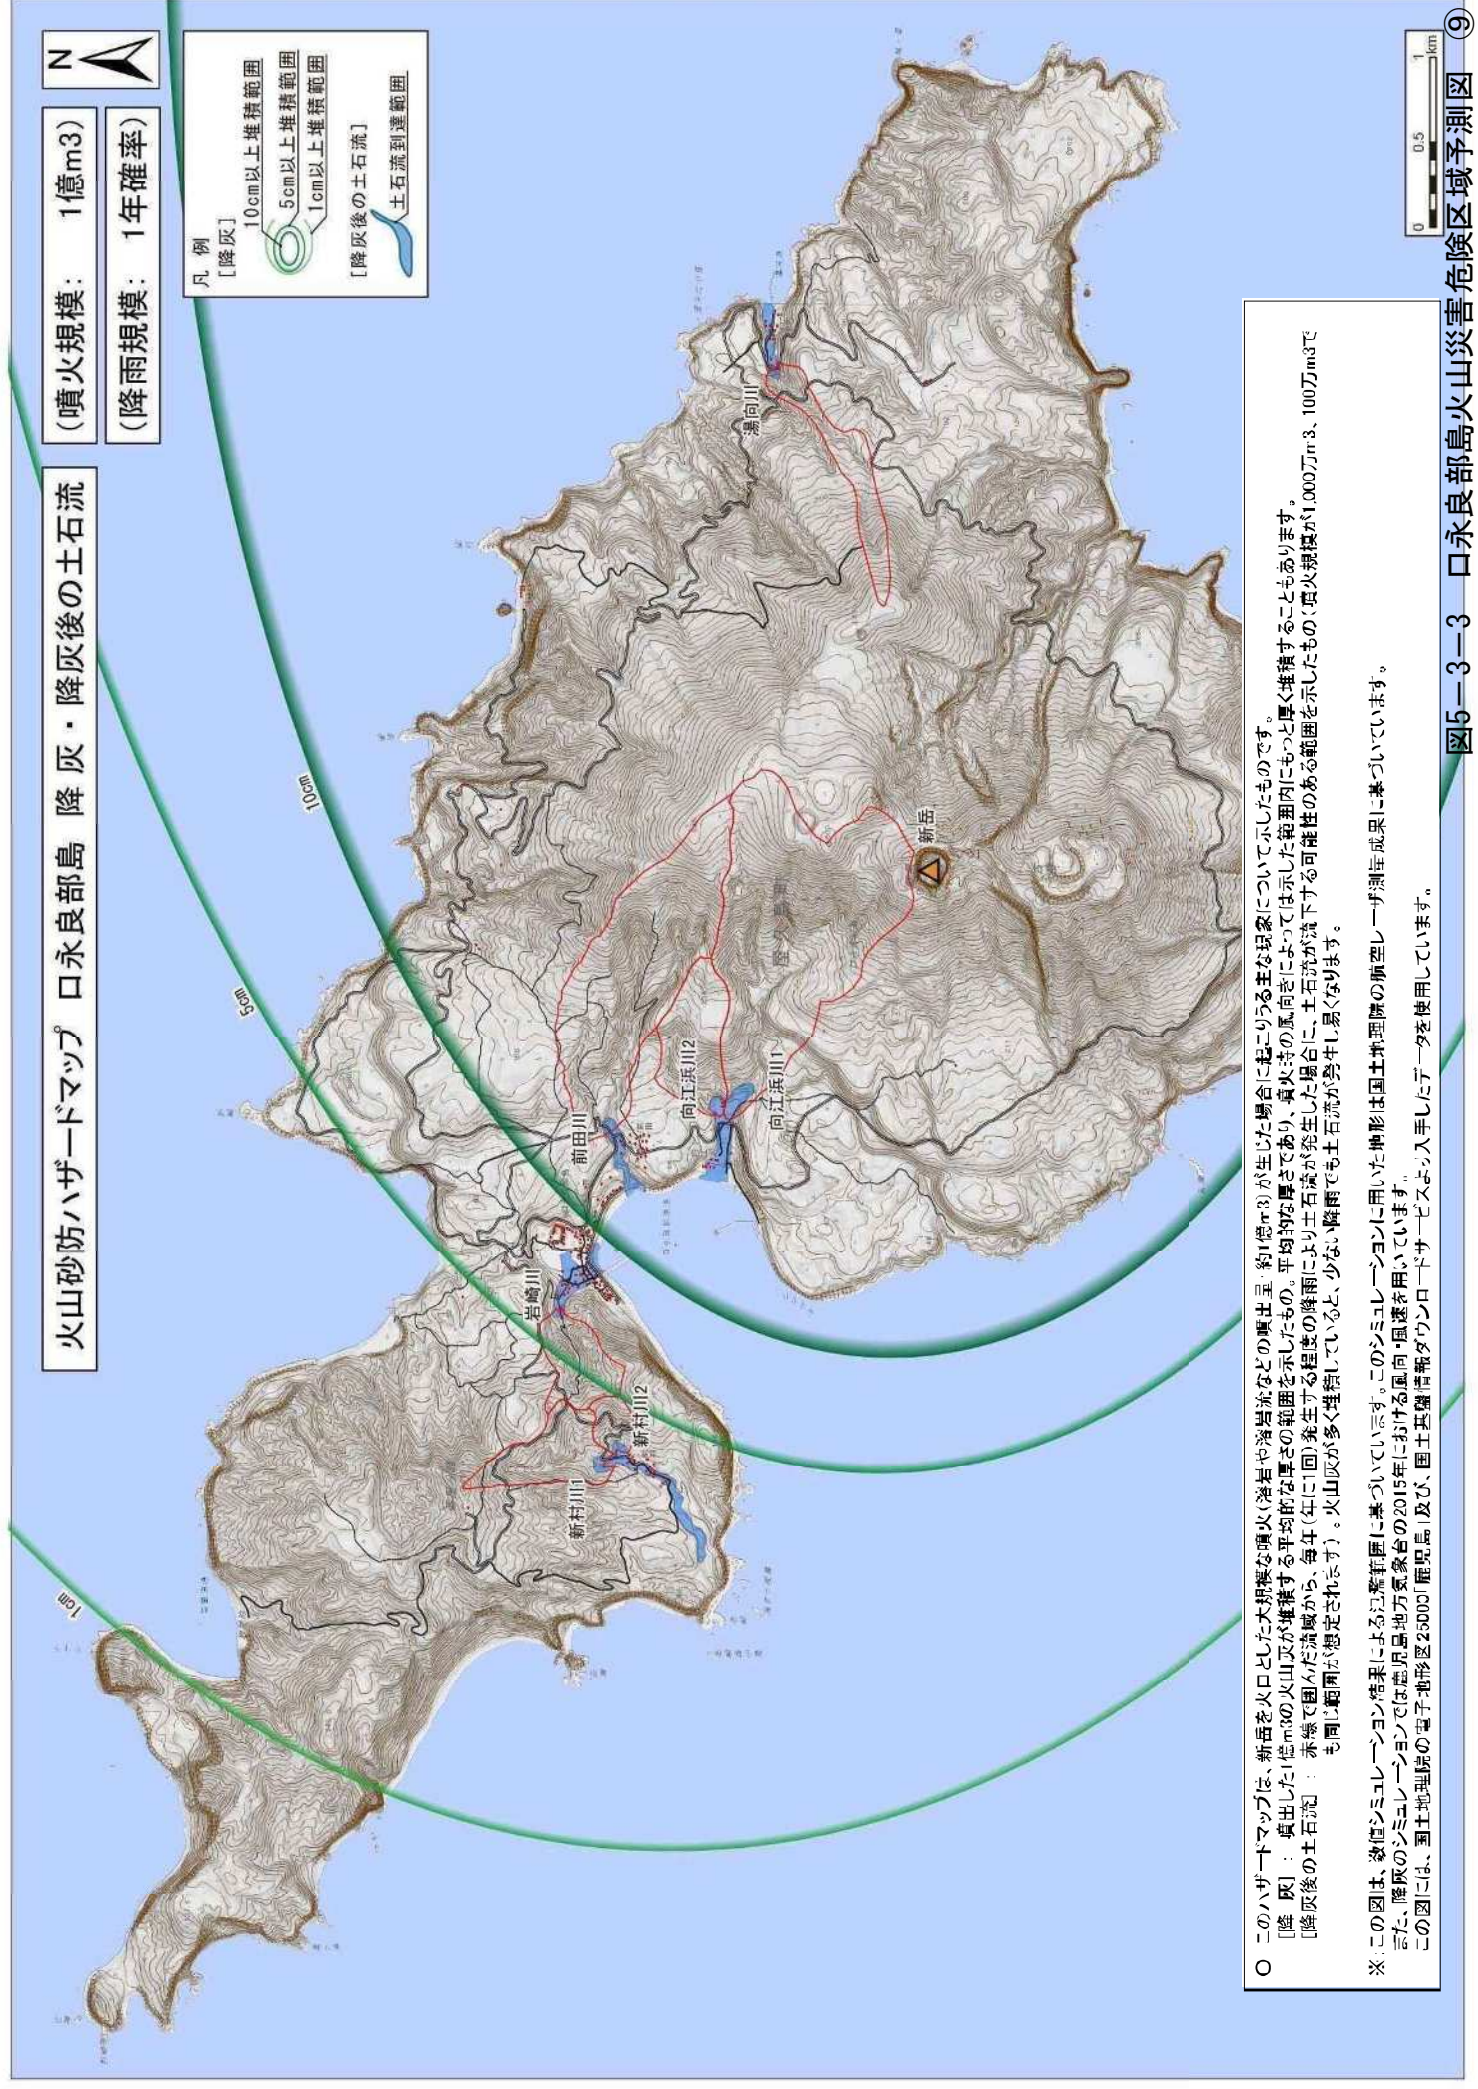 火山砂防ハザードマップ　口永良部島　降 灰 ・ 降灰後の土石流
(噴火規模：　1億m3)
(降雨規模：　1年確率)
N
凡 例
[降灰]
10cm以上堆積範囲
5cm以上堆積範囲
1cm以上堆積範囲
[降灰後の土石流]
土石流到達範囲
1cm
5cm
10cm
新村川1
新村川2
岩崎川
前田川
向江浜川2
向江浜川1
新岳
湯向川
0　0.5　1
km
○ このハザードマップは、新岳を火口とした大規模な噴火(溶岩や溶岩流などの噴出量:約1億m3)が生じた場合に起こりうる主な現象について示したものです。
[降 灰] ： 噴出した1億m3の火山灰が堆積する平均的な厚さの範囲を示したもの。平均的な厚さであり、噴火時の風向きによっては示した範囲内にもっと厚く堆積することもあります。
[降灰後の土石流] ： 赤線で囲んだ流域から、毎年(年に1回)発生する程度の降雨により土石流が発生した場合に、土石流が流下する可能性のある範囲を示したもの(噴火規模が1,000万m3、100万m3で
も同じ範囲が想定されます)。火山灰が多く堆積していると、少ない降雨でも土石流が発生し易くなります。
※:この図は、数値シミュレーション結果による氾濫範囲に基づいています。このシミュレーションに用いた地形は国土地理院の航空レーザ測量成果に基づいています。
また、降灰のシミュレーションでは鹿児島地方気象台の2015年における風向・風速を用いています。
この図には、国土地理院の電子地形図25000「鹿児島」及び、国土基盤情報ダウンロードサービスより入手したデータを使用しています。
図5－3－3　口永良部島火山災害危険区域予測図　⑨